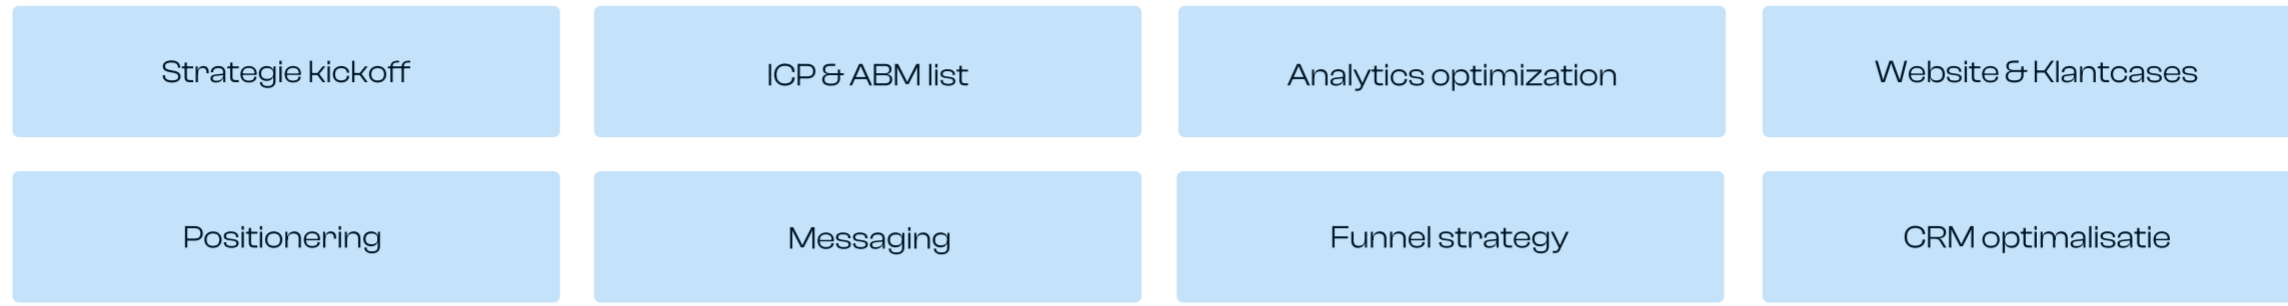 Strategie kickoff
ICP & ABM list
Analytics optimization
Website & Klantcases
Positionering
Messaging
Funnel strategy
CRM optimalisatie